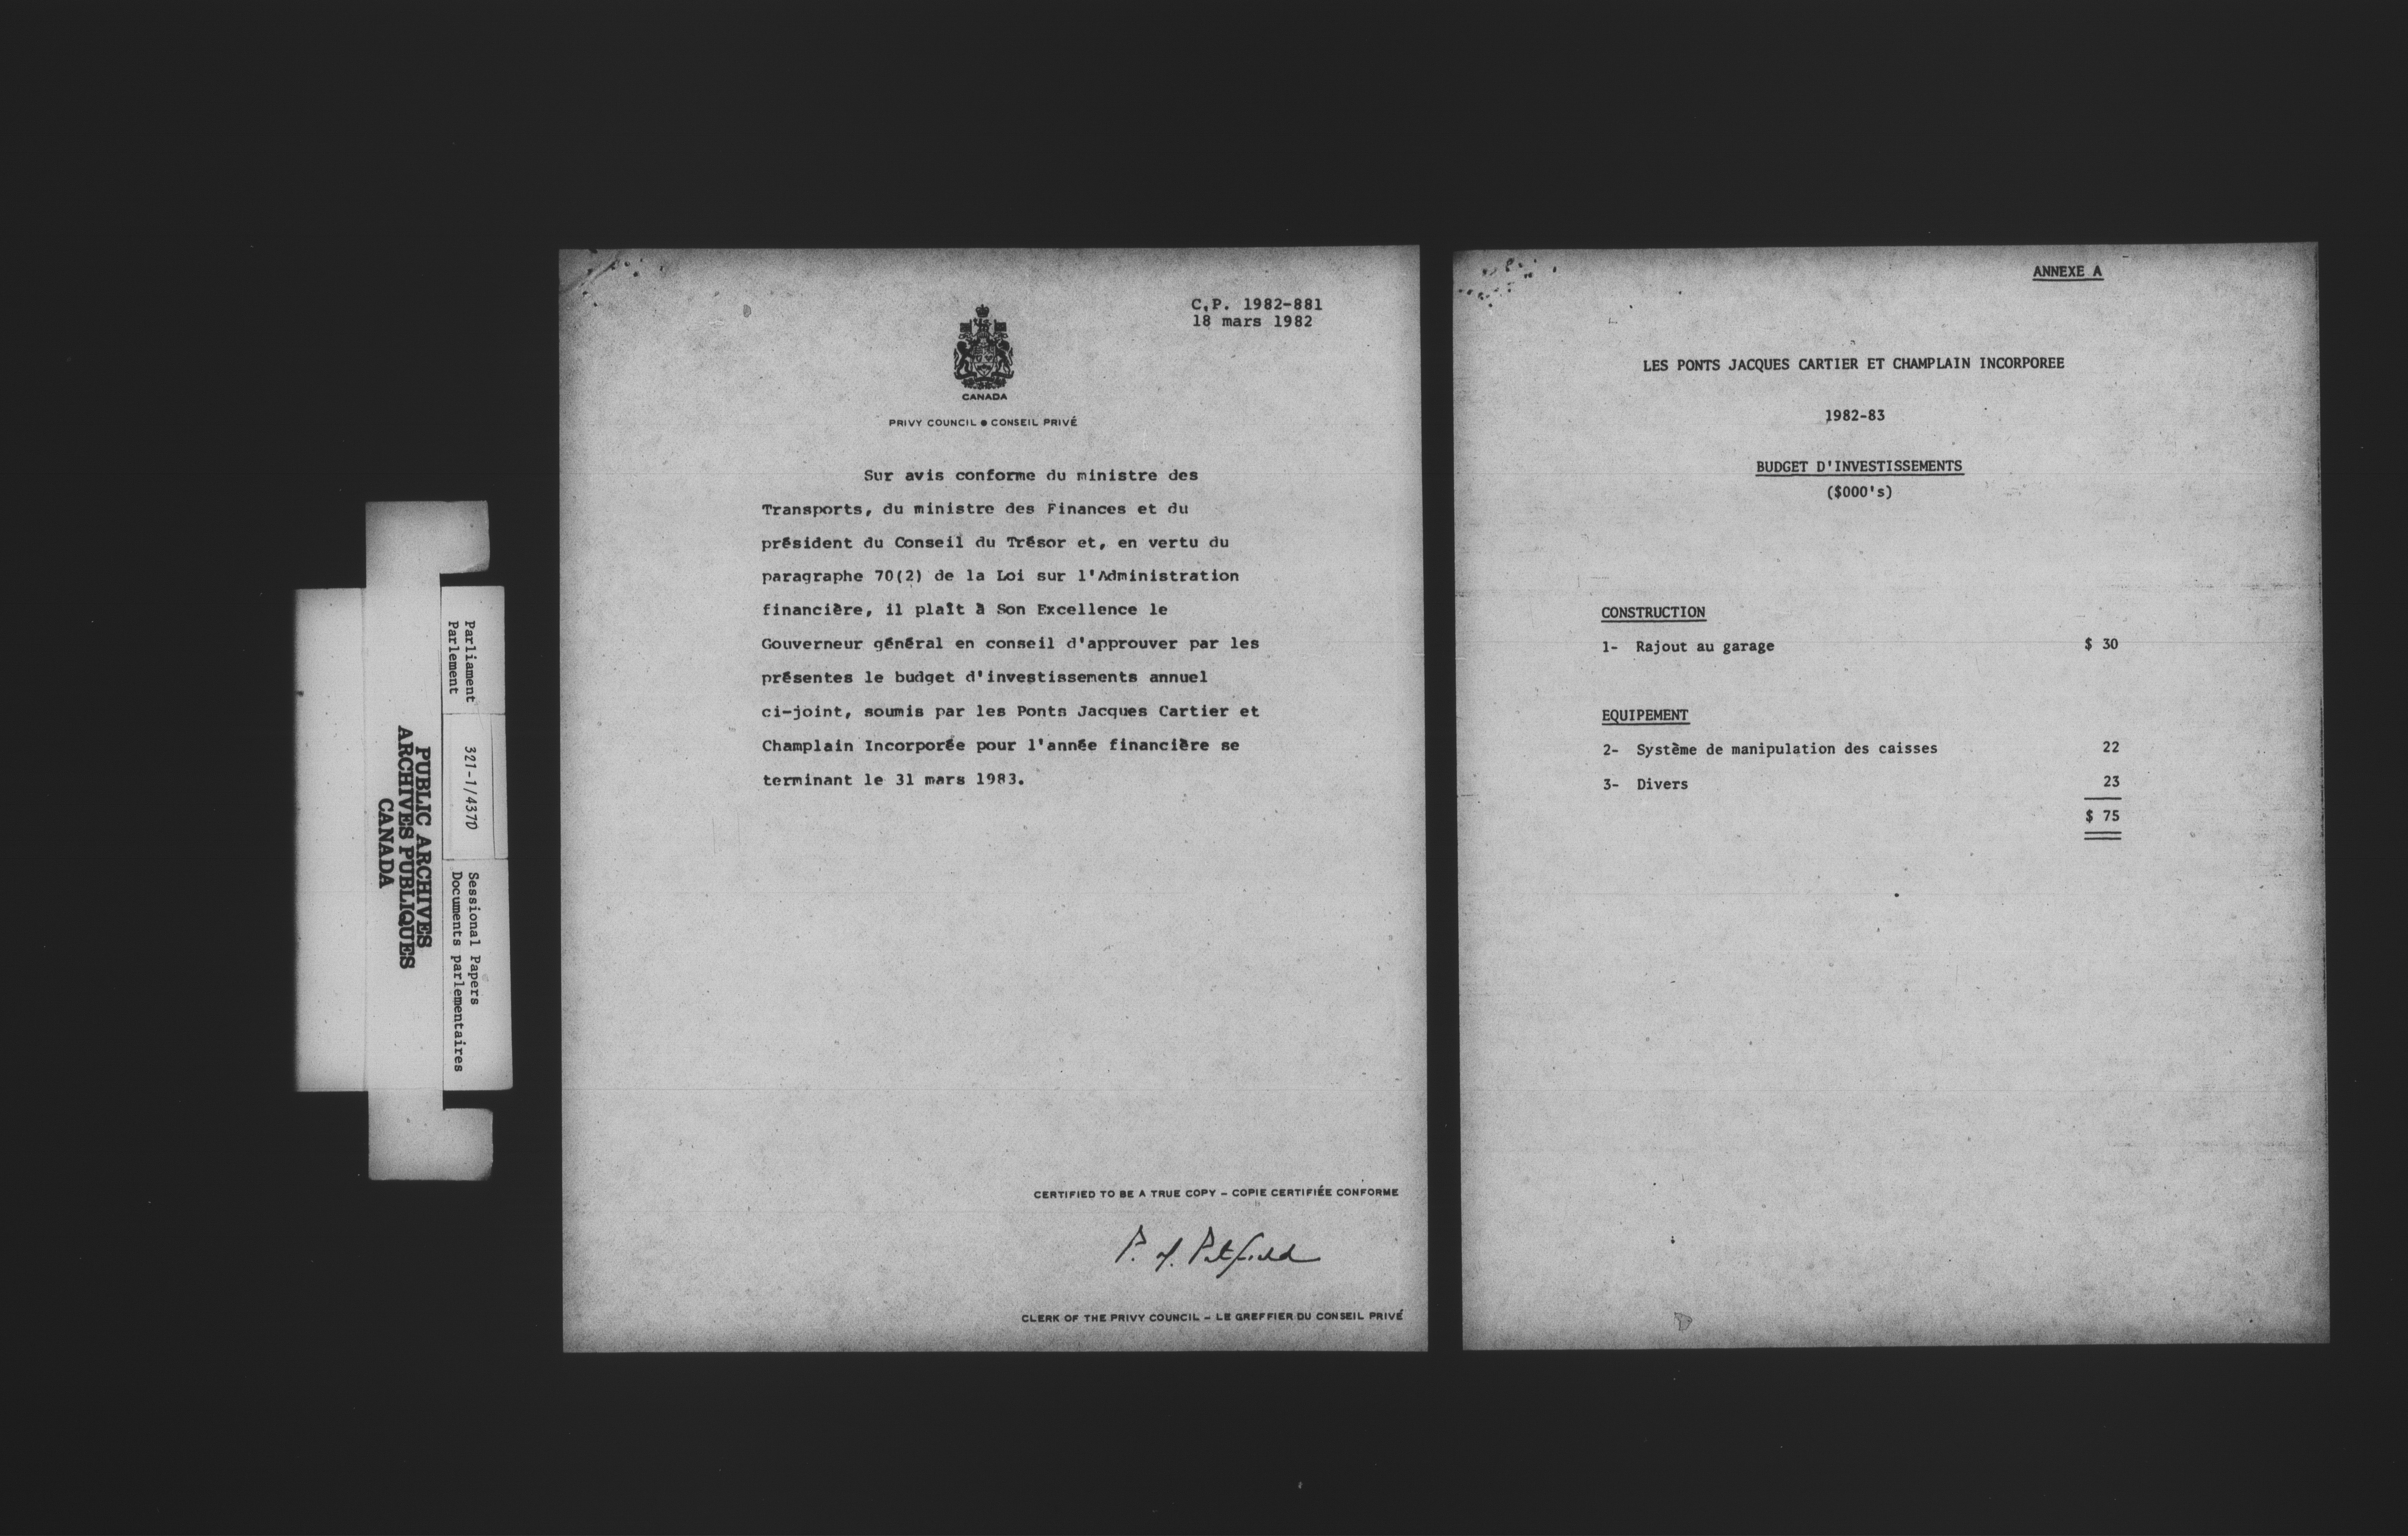 Parliament
Parlement
321-1/437D
Sessional Papers
Documents parlementaires
PUBLIC ARCHIVES
ARCHIVES PUBLIQUES
CANADA
C.P. 1982-881
18 mars 1982
CANADA
PRIVY COUNCIL ● CONSEIL PRIVÉ
Sur avis conforme du ministre des
Transports, du ministre des Finances et du
président du Conseil du Trésor et, en vertu du
paragraphe 70(2) de la Loi sur l'Administration
financière, il plaît à Son Excellence le
Gouverneur général en conseil d'approuver par les
présentes le budget d'investissements annuel
ci-joint, soumis par les Ponts Jacques Cartier et
Champlain Incorporée pour l'année financière se
terminant le 31 mars 1983.
CERTIFIED TO BE A TRUE COPY – COPIE CERTIFIÉE CONFORME
P. M. Pitfield
CLERK OF THE PRIVY COUNCIL – LE GREFFIER DU CONSEIL PRIVÉ
ANNEXE A
LES PONTS JACQUES CARTIER ET CHAMPLAIN INCORPOREE
1982-83
BUDGET D'INVESTISSEMENTS
($000's)
CONSTRUCTION
1- Rajout au garage $ 30
EQUIPEMENT
2- Système de manipulation des caisses 22
3- Divers 23
$ 75